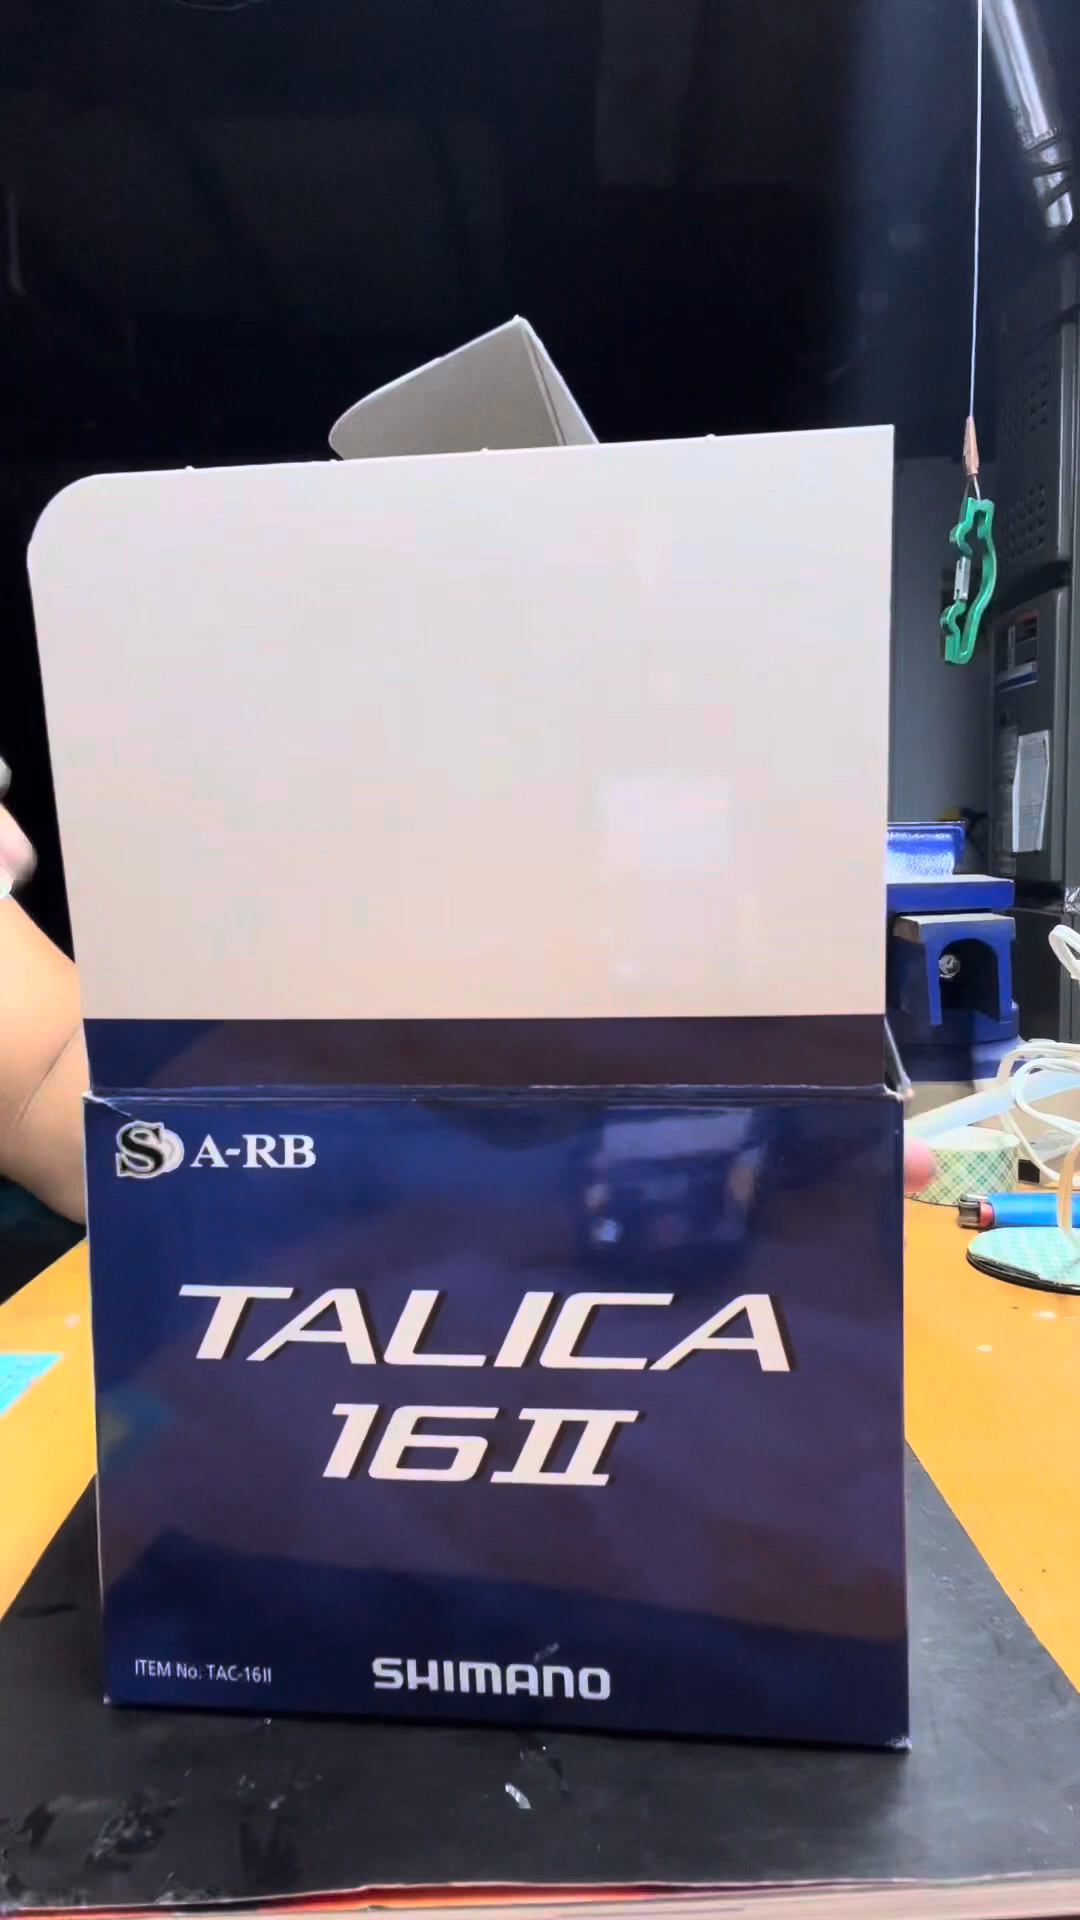 S A-RB
TALICA
16II
ITEM No. TAC-16II
SHIMANO